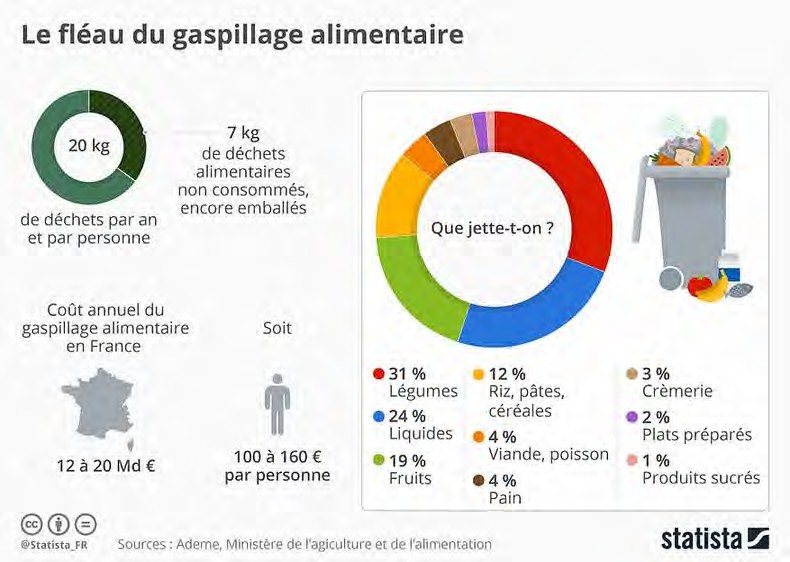 Le fléau du gaspillage alimentaire
20 kg
de déchets par an
et par personne
7 kg
de déchets
alimentaires
non consommés,
encore emballés
Coût annuel du
gaspillage alimentaire
en France
12 à 20 Md €
Soit
100 à 160 €
par personne
Que jette-t-on ?
31 %
Légumes
24 %
Liquides
19 %
Fruits
12 %
Riz, pâtes,
céréales
4 %
Viande, poisson
4 %
Pain
3 %
Crèmerie
2 %
Plats préparés
1 %
Produits sucrés
cc
@Statista_FR
Sources : Ademe, Ministère de l'agiculture et de l'alimentation
statista